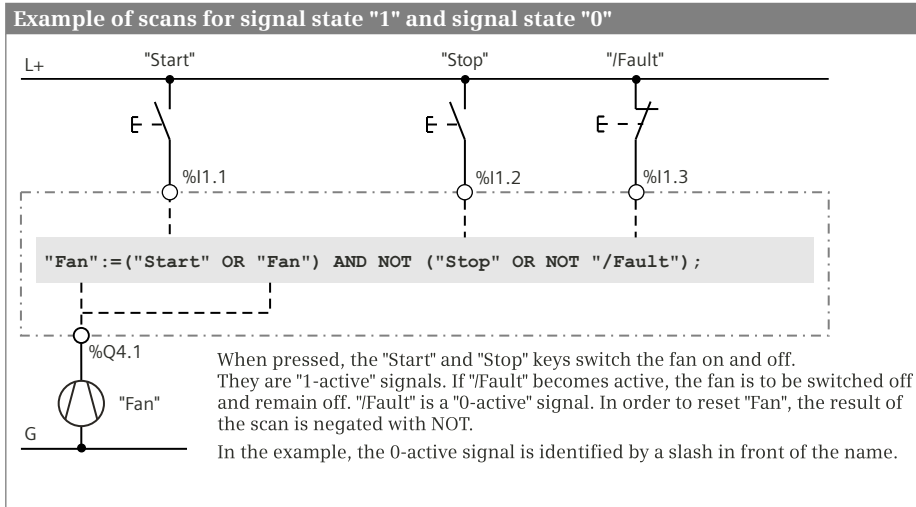 Example of scans for signal state "1" and signal state "0"
L+
"Start"
"Stop"
"/Fault"
%I1.1
%I1.2
%I1.3
"Fan":=("Start" OR "Fan") AND NOT ("Stop" OR NOT "/Fault");
%Q4.1
"Fan"
G
When pressed, the "Start" and "Stop" keys switch the fan on and off.
They are "1-active" signals. If "/Fault" becomes active, the fan is to be switched off
and remain off. "/Fault" is a "0-active" signal. In order to reset "Fan", the result of
the scan is negated with NOT.
In the example, the 0-active signal is identified by a slash in front of the name.